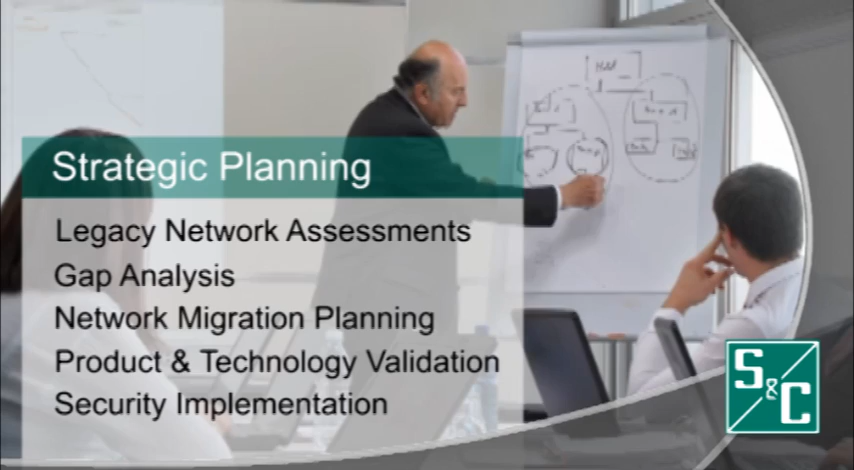 Strategic Planning
Legacy Network Assessments
Gap Analysis
Network Migration Planning
Product & Technology Validation
Security Implementation
S&C